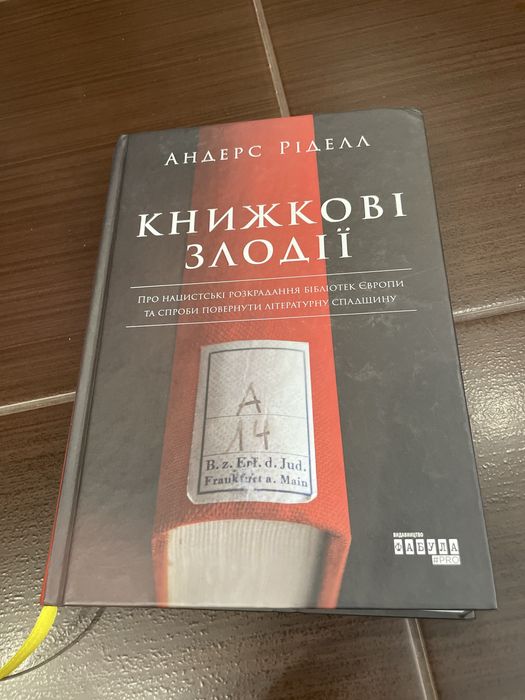 АНДЕРС РІДЕЛЛ
КНИЖКОВІ
ЗЛОДІЇ
ПРО НАЦИСТСЬКІ РОЗКРАДАННЯ БІБЛІОТЕК ЄВРОПИ
ТА СПРОБИ ПОВЕРНУТИ ЛІТЕРАТУРНУ СПАДЩИНУ
A
14
B. z. Erf. d. Jud.
Frankfurt a. Main
ВИДАВНИЦТВО
ФАБУЛА
#PRO